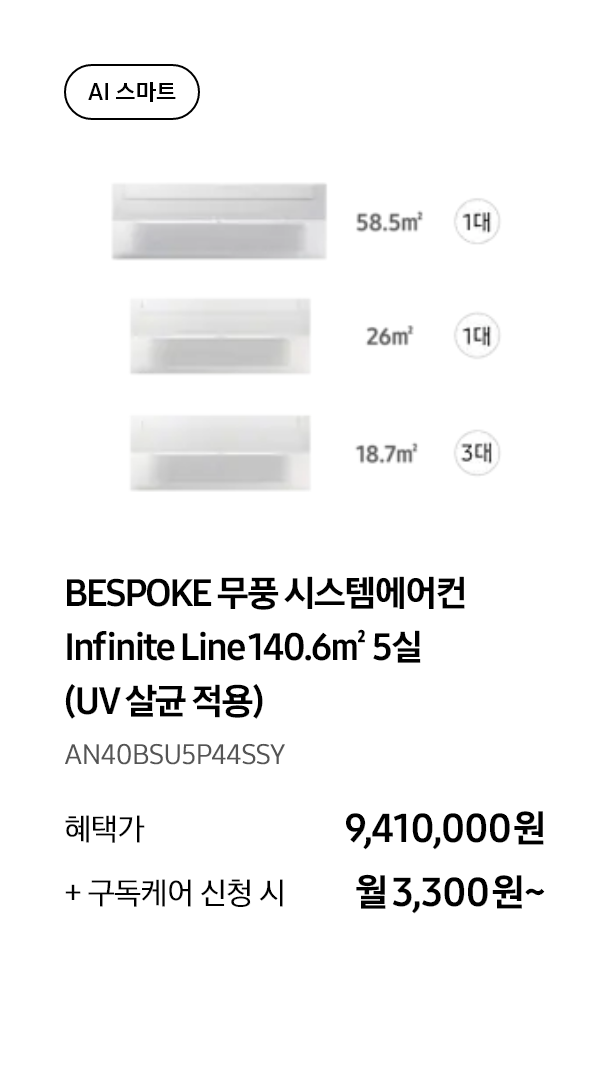 AI 스마트
58.5㎡ 1대
26㎡ 1대
18.7㎡ 3대
BESPOKE 무풍 시스템에어컨
Infinite Line 140.6㎡ 5실
(UV 살균 적용)
AN40BSU5P44SSY
혜택가 9,410,000원
+ 구독케어 신청 시 월 3,300원~